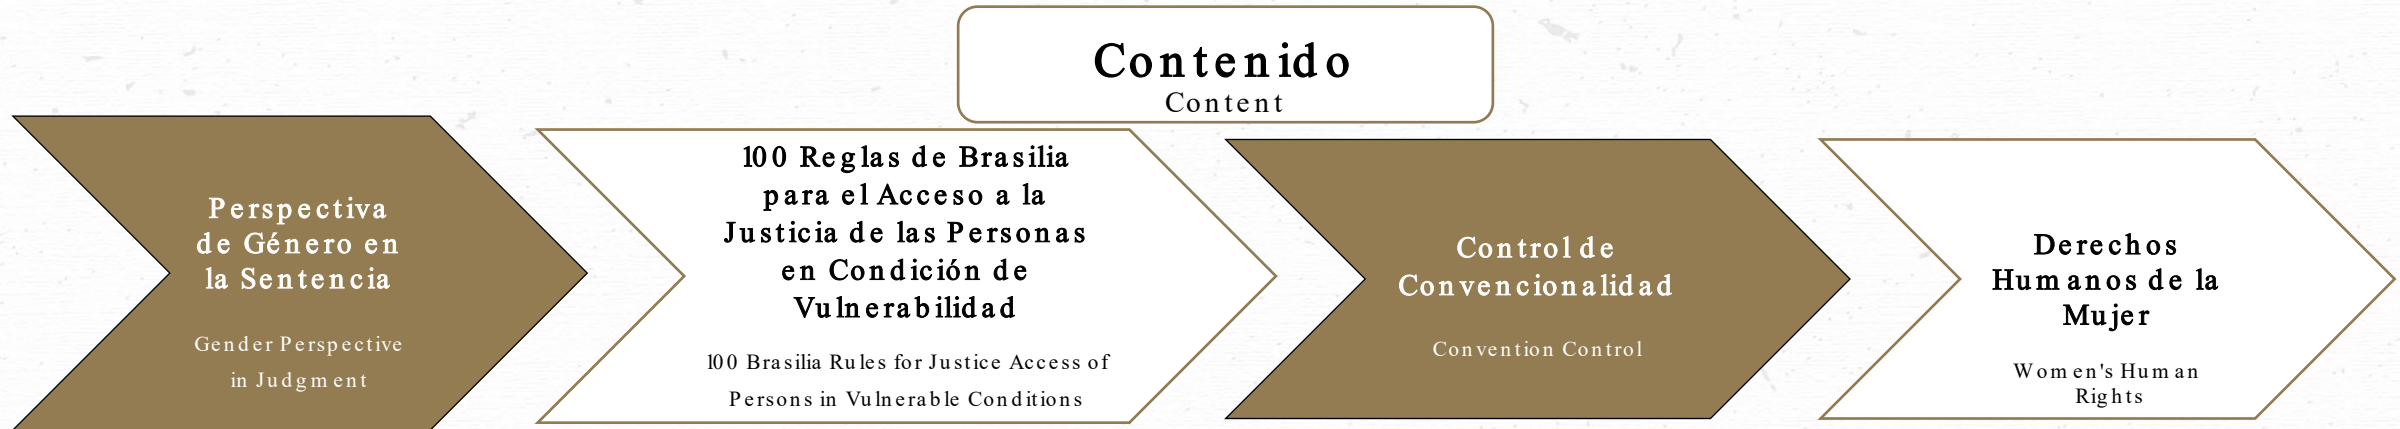 Contenido
Content
Perspectiva
de Género en
la Sentencia
Gender Perspective
in Judgment
100 Reglas de Brasilia
para el Acceso a la
Justicia de las Personas
en Condición de
Vulnerabilidad
100 Brasilia Rules for Justice Access of
Persons in Vulnerable Conditions
Control de
Convencionalidad
Convention Control
Derechos
Humanos de la
Mujer
Women's Human
Rights